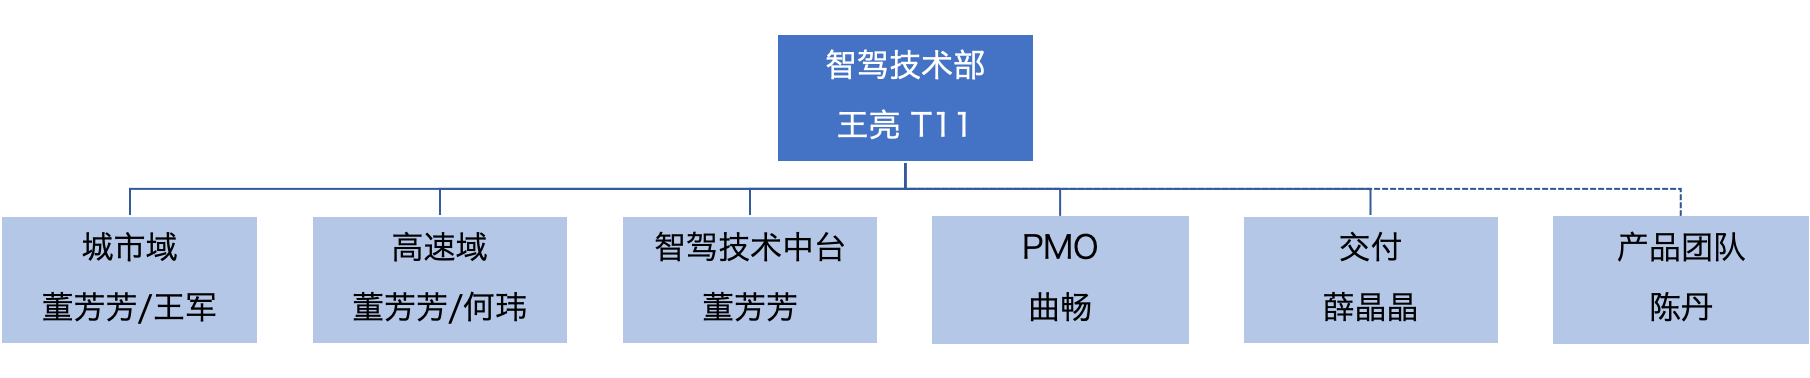 智驾技术部
王亮 T11
城市域
董芳芳/王军
高速域
董芳芳/何玮
智驾技术中台
董芳芳
PMO
曲畅
交付
薛晶晶
产品团队
陈丹